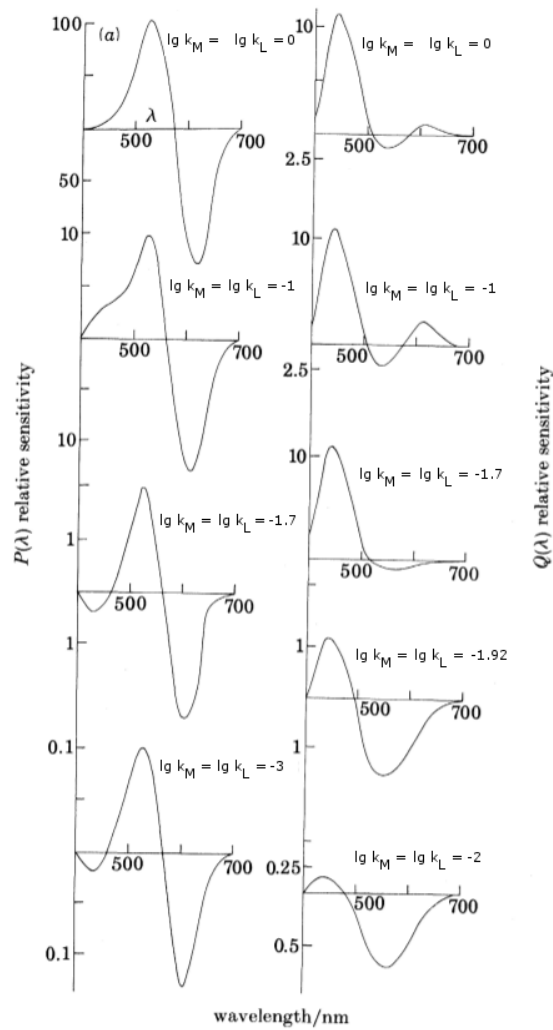 100
(a)
lg k_M = lg k_L = 0
λ
500
700
50
10
lg k_M = lg k_L = -1
500
700
10
lg k_M = lg k_L = -1.7
1
500
700
1
0.1
lg k_M = lg k_L = -3
500
700
0.1
P(λ) relative sensitivity
10
lg k_M = lg k_L = 0
500
600
700
2.5
10
lg k_M = lg k_L = -1
500
600
700
2.5
10
lg k_M = lg k_L = -1.7
500
700
1
lg k_M = lg k_L = -1.92
500
700
1
lg k_M = lg k_L = -2
0.25
500
700
0.5
Q(λ) relative sensitivity
wavelength/nm